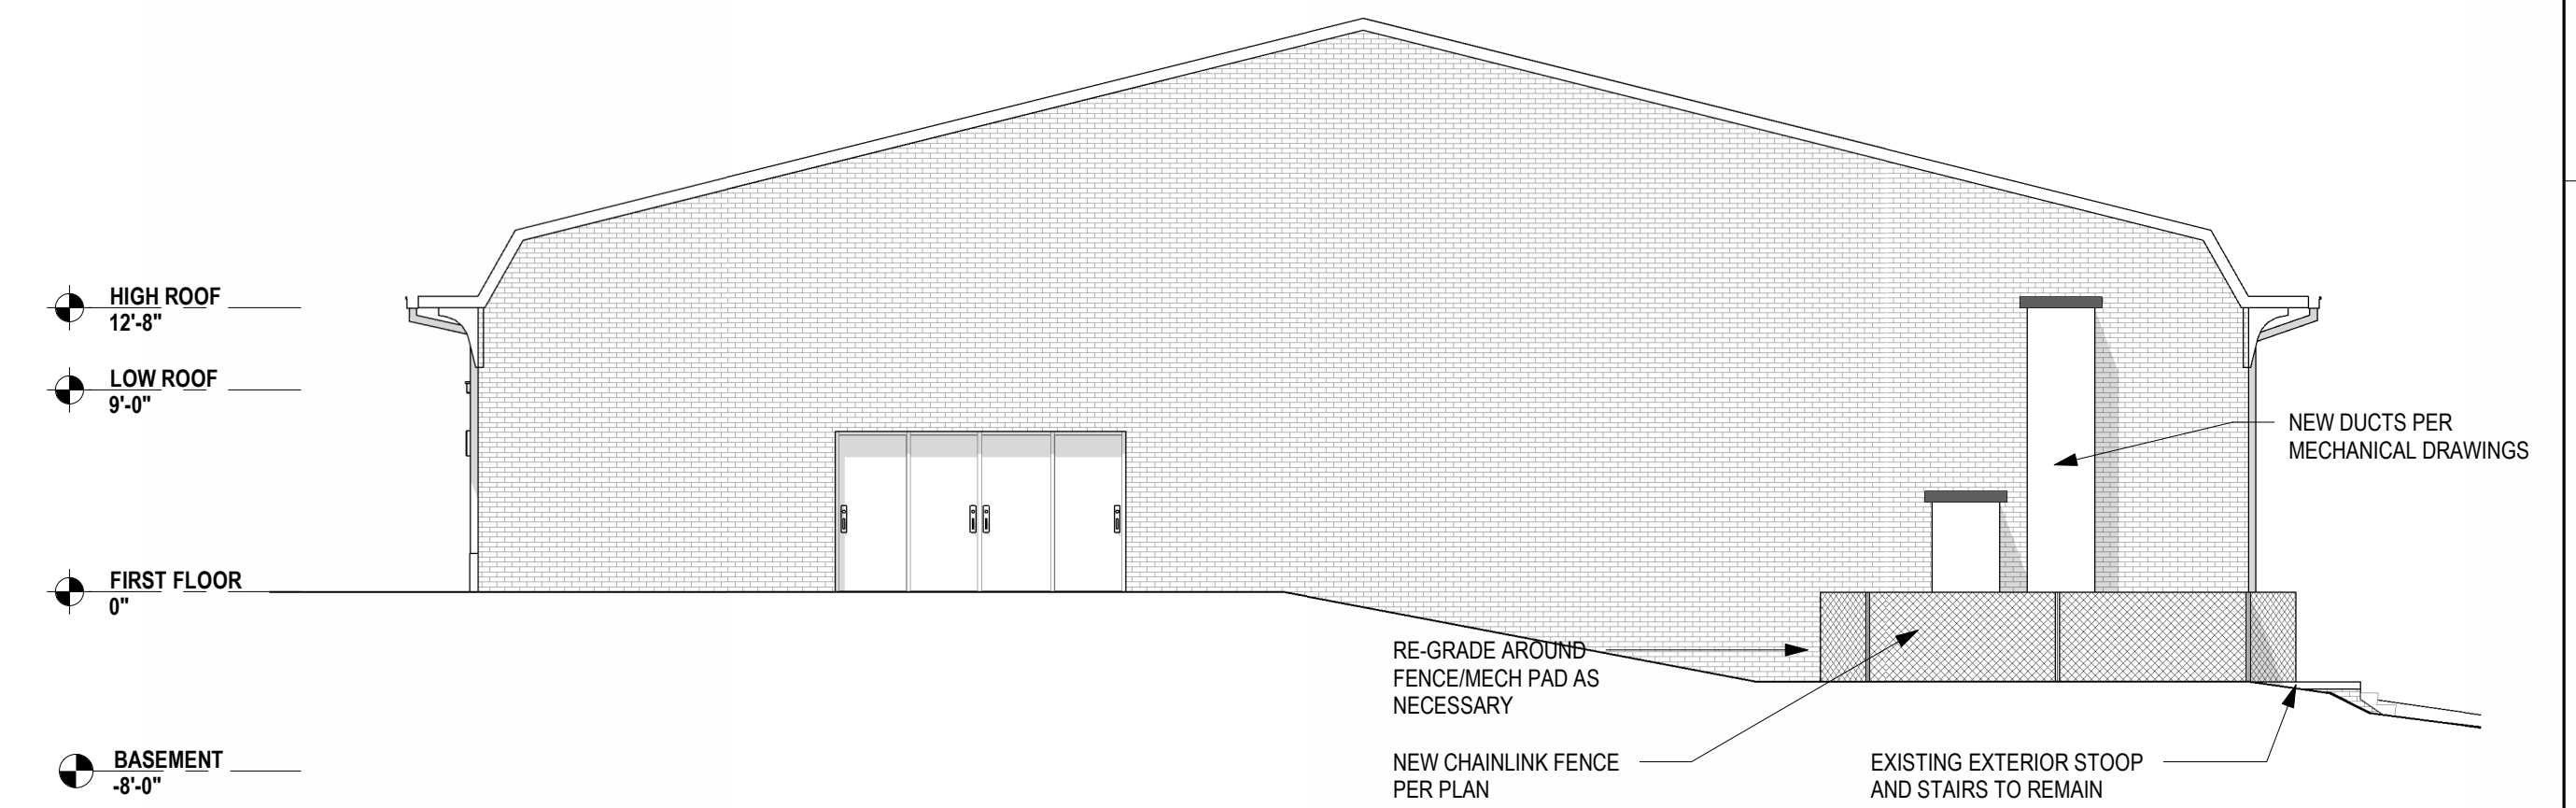 HIGH ROOF
12'-8"
LOW ROOF
9'-0"
NEW DUCTS PER
MECHANICAL DRAWINGS
FIRST FLOOR
0"
RE-GRADE AROUND
FENCE/MECH PAD AS
NECESSARY
BASEMENT
-8'-0"
NEW CHAINLINK FENCE
PER PLAN
EXISTING EXTERIOR STOOP
AND STAIRS TO REMAIN